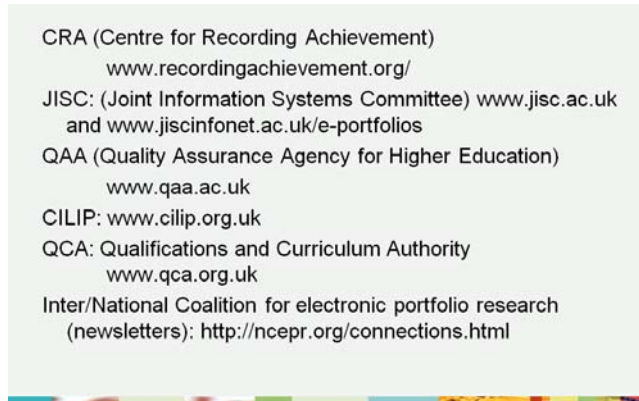 CRA (Centre for Recording Achievement)
www.recordingachievement.org/
JISC: (Joint Information Systems Committee) www.jisc.ac.uk
and www.jiscinfonet.ac.uk/e-portfolios
QAA (Quality Assurance Agency for Higher Education)
www.qaa.ac.uk
CILIP: www.cilip.org.uk
QCA: Qualifications and Curriculum Authority
www.qca.org.uk
Inter/National Coalition for electronic portfolio research
(newsletters): http://ncepr.org/connections.html